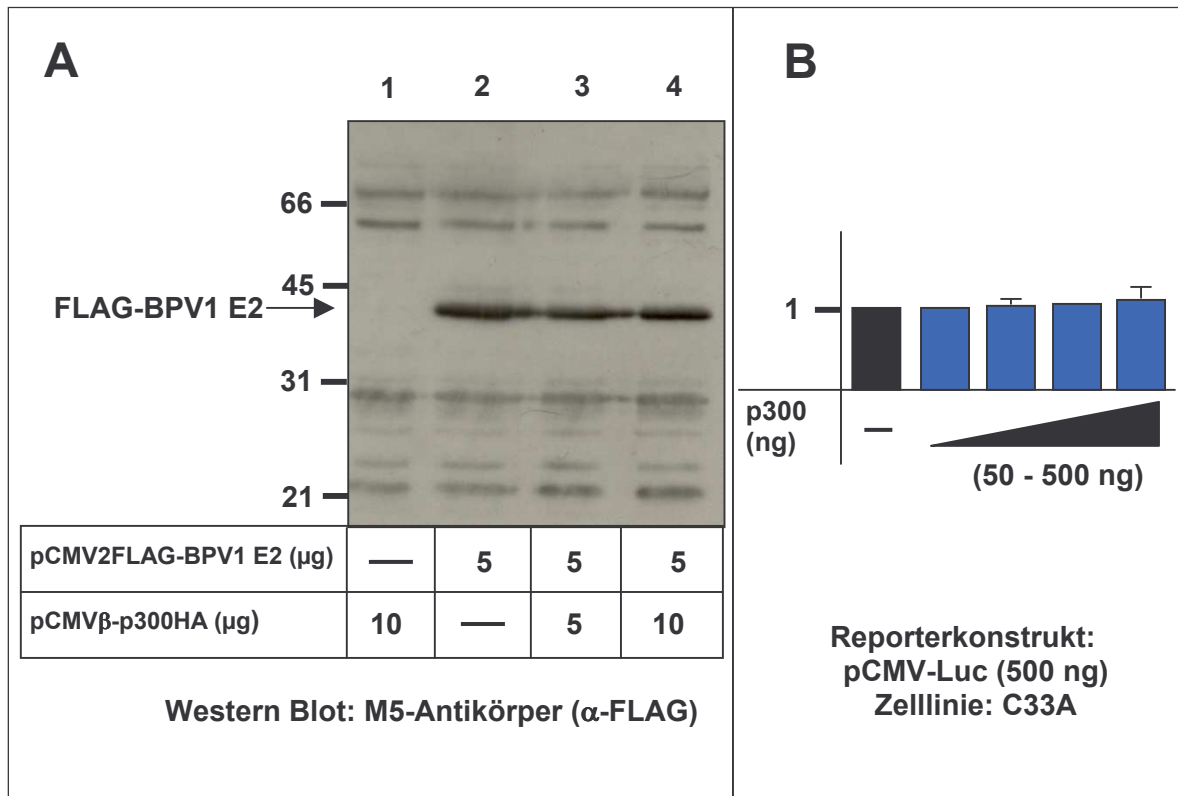 A
1 2 3 4
66
45
FLAG-BPV1 E2
31
21
pCMV2FLAG-BPV1 E2 (µg) — 5 5 5
pCMVβ-p300HA (µg) 10 — 5 10
Western Blot: M5-Antikörper (α-FLAG)
B
1
p300
(ng)
—
(50 - 500 ng)
Reporterkonstrukt:
pCMV-Luc (500 ng)
Zelllinie: C33A